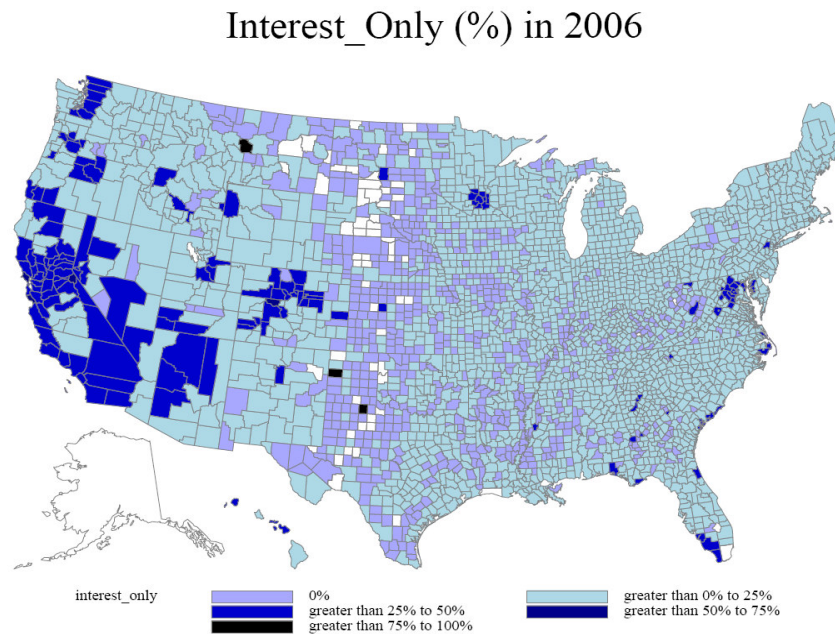 Interest_Only (%) in 2006
interest_only
0%
greater than 0% to 25%
greater than 25% to 50%
greater than 50% to 75%
greater than 75% to 100%